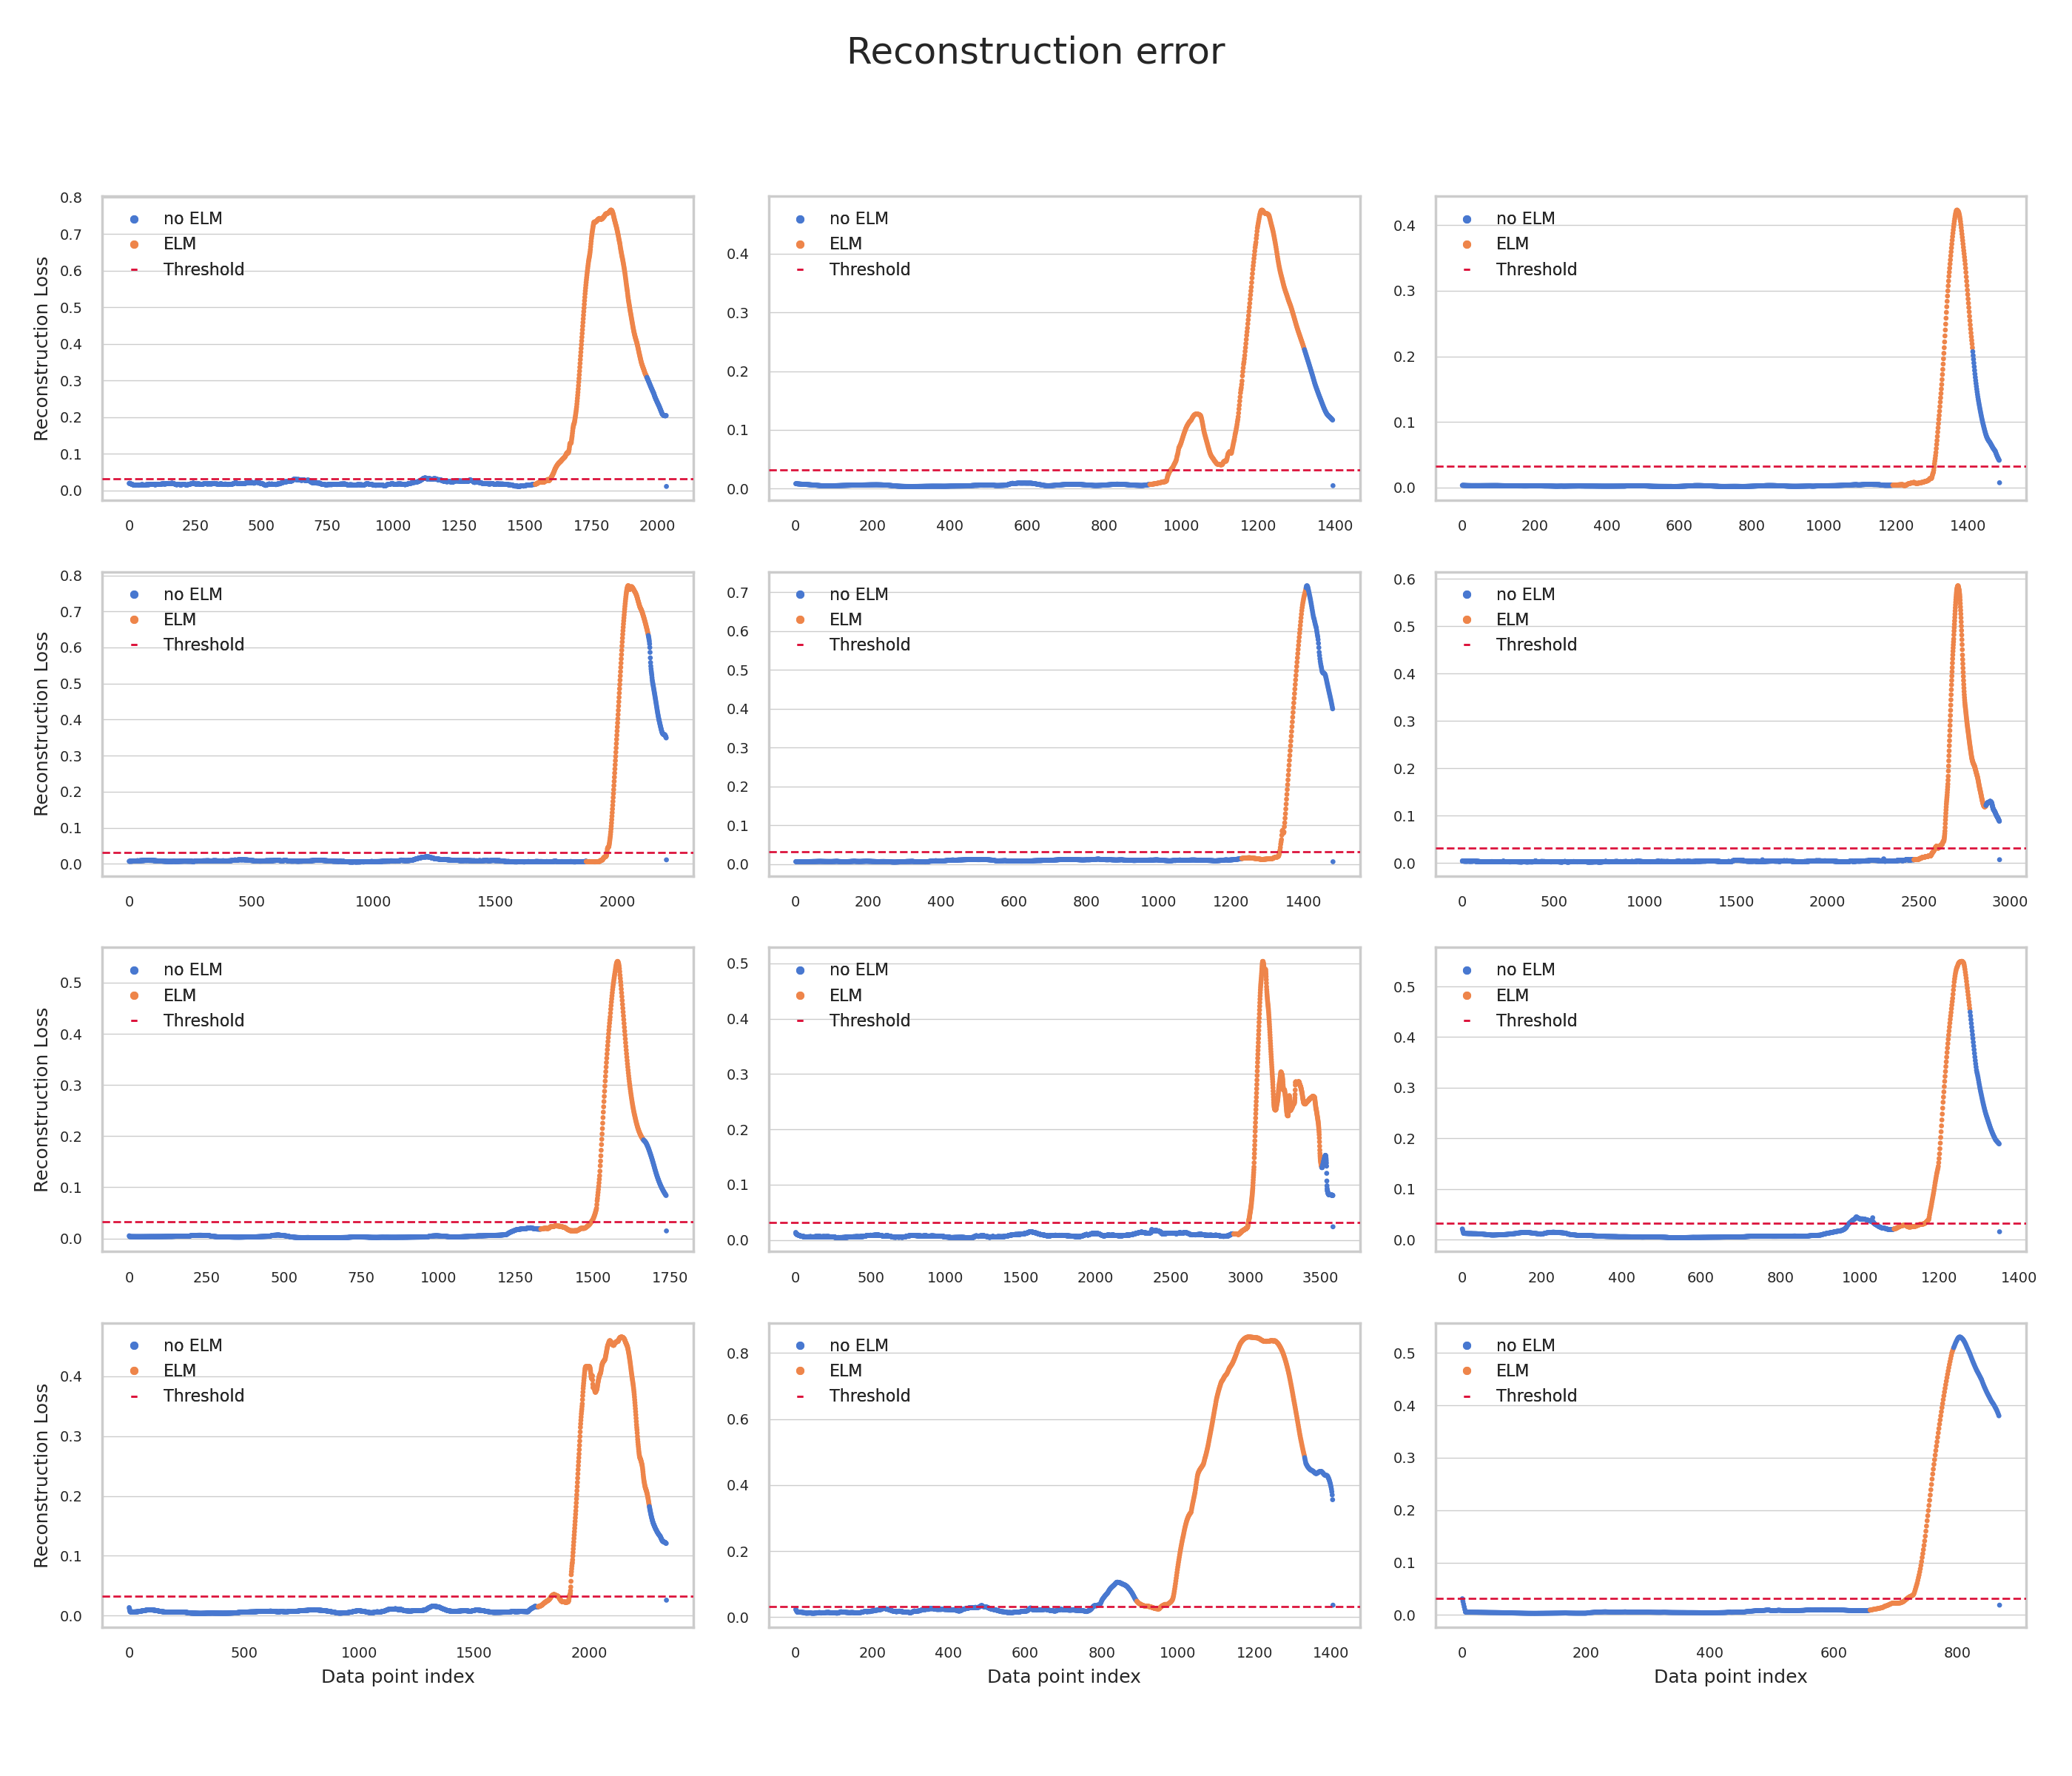 Reconstruction error
Reconstruction Loss
0.8
0.7
0.6
0.5
0.4
0.3
0.2
0.1
0.0
no ELM
ELM
Threshold
0 250 500 750 1000 1250 1500 1750 2000
0.4
0.3
0.2
0.1
0.0
no ELM
ELM
Threshold
0 200 400 600 800 1000 1200 1400
0.4
0.3
0.2
0.1
0.0
no ELM
ELM
Threshold
0 200 400 600 800 1000 1200 1400
Reconstruction Loss
0.8
0.7
0.6
0.5
0.4
0.3
0.2
0.1
0.0
no ELM
ELM
Threshold
0 500 1000 1500 2000
0.7
0.6
0.5
0.4
0.3
0.2
0.1
0.0
no ELM
ELM
Threshold
0 200 400 600 800 1000 1200 1400
0.6
0.5
0.4
0.3
0.2
0.1
0.0
no ELM
ELM
Threshold
0 500 1000 1500 2000 2500 3000
Reconstruction Loss
0.5
0.4
0.3
0.2
0.1
0.0
no ELM
ELM
Threshold
0 250 500 750 1000 1250 1500 1750
0.5
0.4
0.3
0.2
0.1
0.0
no ELM
ELM
Threshold
0 500 1000 1500 2000 2500 3000 3500
0.5
0.4
0.3
0.2
0.1
0.0
no ELM
ELM
Threshold
0 200 400 600 800 1000 1200 1400
Reconstruction Loss
0.4
0.3
0.2
0.1
0.0
no ELM
ELM
Threshold
0 500 1000 1500 2000
Data point index
0.8
0.6
0.4
0.2
0.0
no ELM
ELM
Threshold
0 200 400 600 800 1000 1200 1400
Data point index
0.5
0.4
0.3
0.2
0.1
0.0
no ELM
ELM
Threshold
0 200 400 600 800
Data point index